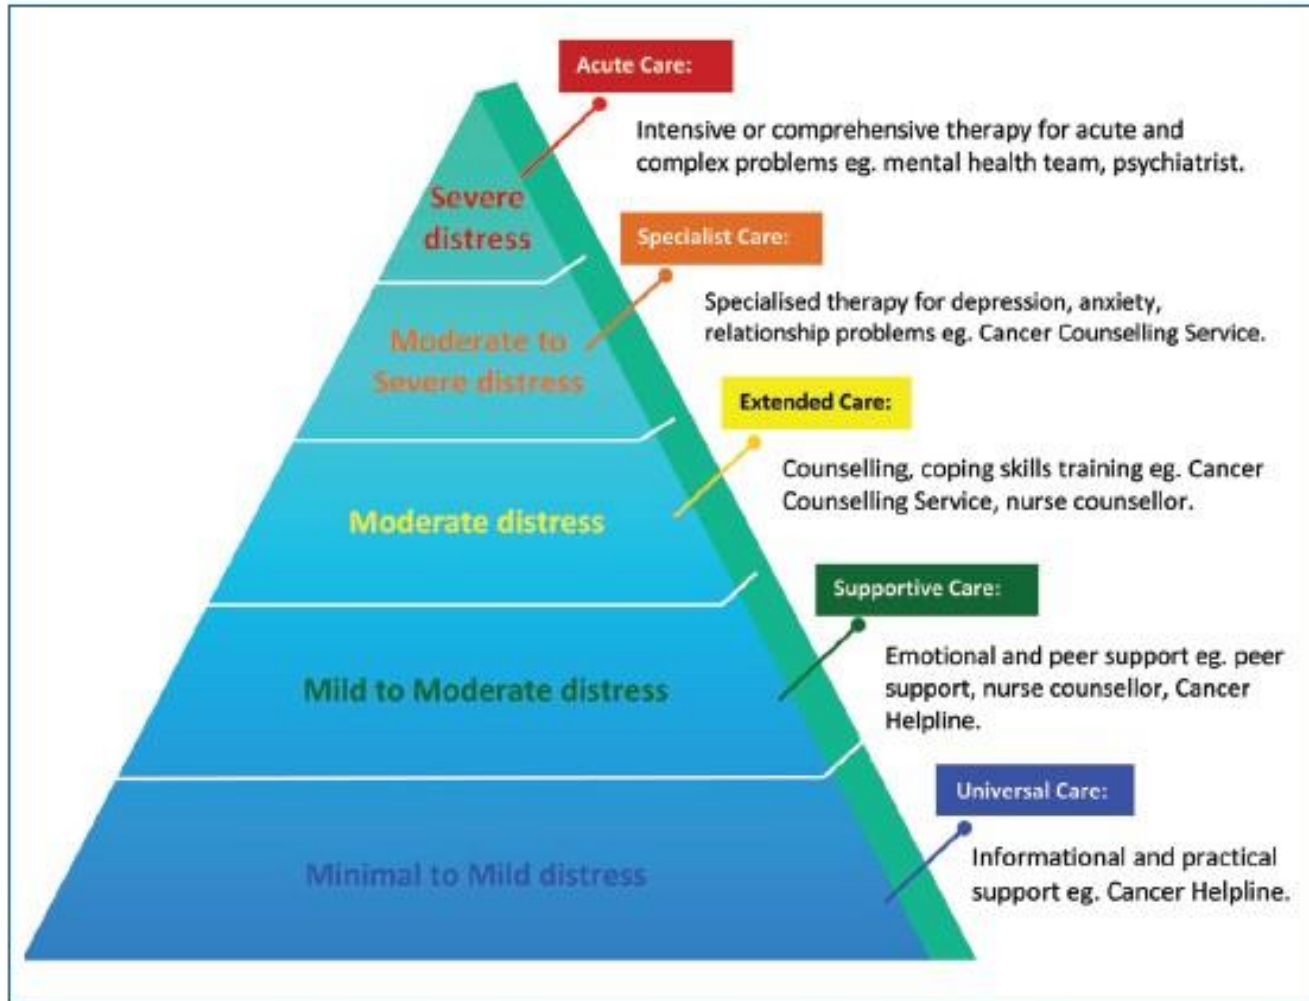 Acute Care:
Intensive or comprehensive therapy for acute and
complex problems eg. mental health team, psychiatrist.
Severe
distress
Specialist Care:
Specialised therapy for depression, anxiety,
relationship problems eg. Cancer Counselling Service.
Moderate to
Severe distress
Extended Care:
Counselling, coping skills training eg. Cancer
Counselling Service, nurse counsellor.
Moderate distress
Supportive Care:
Emotional and peer support eg. peer
support, nurse counsellor, Cancer
Helpline.
Mild to Moderate distress
Universal Care:
Informational and practical
support eg. Cancer Helpline.
Minimal to Mild distress